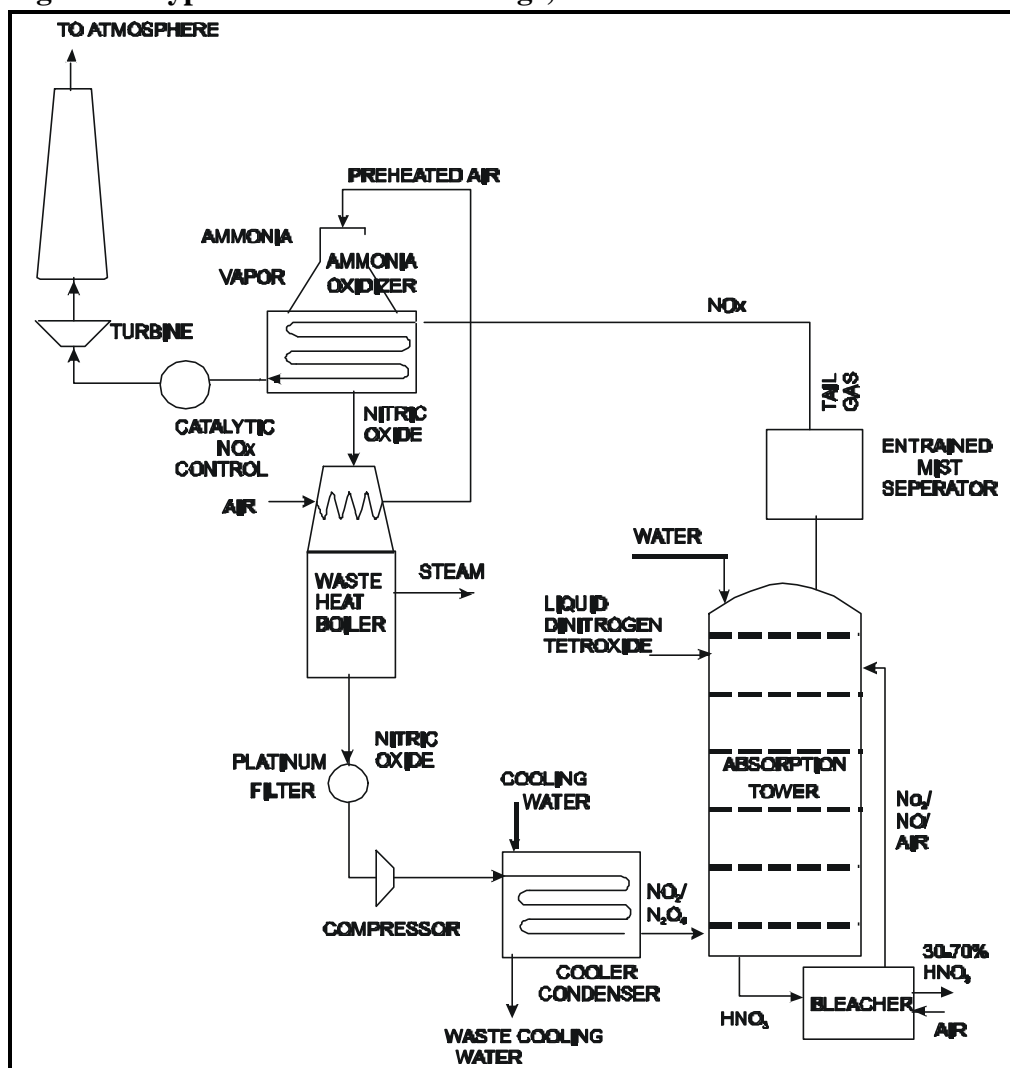 TO ATMOSPHERE
PREHEATED AIR
AMMONIA
VAPOR
AMMONIA
OXIDIZER
NOx
TURBINE
TAIL
GAS
NITRIC
OXIDE
CATALYTIC
NOx
CONTROL
ENTRAINED
MIST
SEPERATOR
AIR
WATER
STEAM
WASTE
HEAT
BOILER
LIQUID
DINITROGEN
TETROXIDE
NITRIC
OXIDE
PLATINUM
FILTER
ABSORPTION
TOWER
COOLING
WATER
No₂/
NO/
AIR
NO₂/
N₂O₄
COMPRESSOR
30-70%
HNO₃
COOLER
CONDENSER
BLEACHER
HNO₃
AIR
WASTE COOLING
WATER